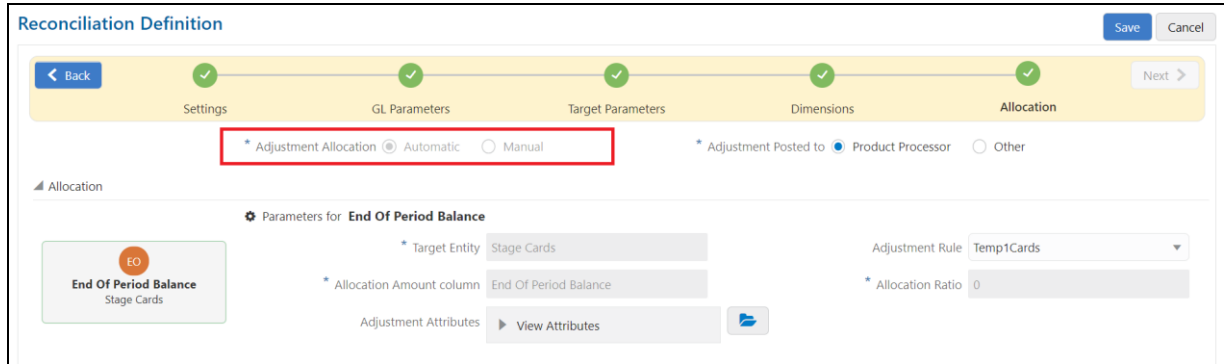 Reconciliation Definition
Save Cancel
Back
Next
Settings GL Parameters Target Parameters Dimensions Allocation
* Adjustment Allocation Automatic Manual * Adjustment Posted to Product Processor Other
Allocation
Parameters for End Of Period Balance
EO
End Of Period Balance
Stage Cards
* Target Entity Stage Cards Adjustment Rule Temp1Cards
* Allocation Amount column End Of Period Balance * Allocation Ratio 0
Adjustment Attributes View Attributes